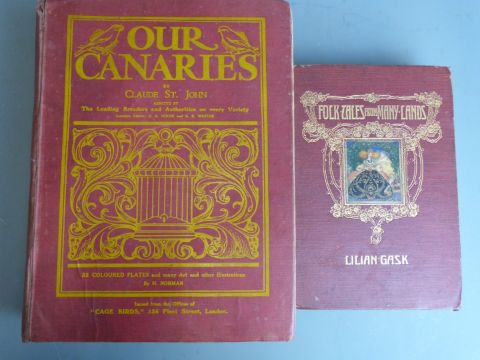 OUR
CANARIES
BY
CLAUDE ST. JOHN
ASSISTED BY
The Leading Breeders and Authorities on every Variety
22 COLOURED PLATES and many Art and other Illustrations
By H. NORMAN
Issued from the Offices of
"CAGE BIRDS," 154 Fleet Street, London.
FOLK TALES FROM MANY LANDS
LILIAN GASK